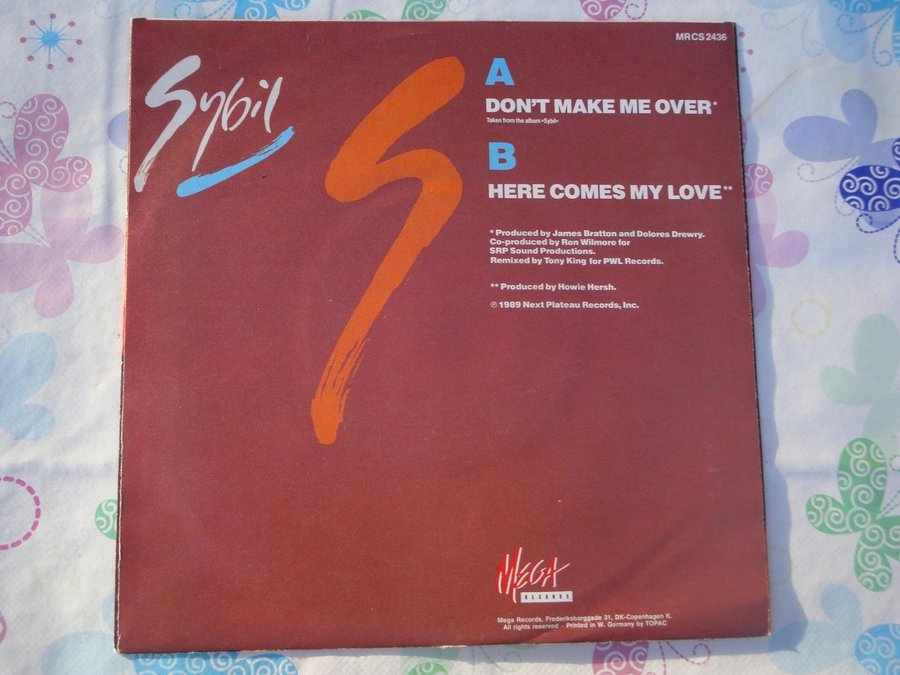 MRCS 2436
Sybil
A
DON'T MAKE ME OVER*
Taken from the album «Sybil»
B
HERE COMES MY LOVE**
* Produced by James Bratton and Dolores Drewry.
Co-produced by Ron Wilmore for
SRP Sound Productions.
Remixed by Tony King for PWL Records.
** Produced by Howie Hersh.
℗ 1989 Next Plateau Records, Inc.
MEGA
RECORDS
Mega Records, Frederiksborggade 31, DK-Copenhagen K.
All rights reserved · Printed in W. Germany by TOPAC